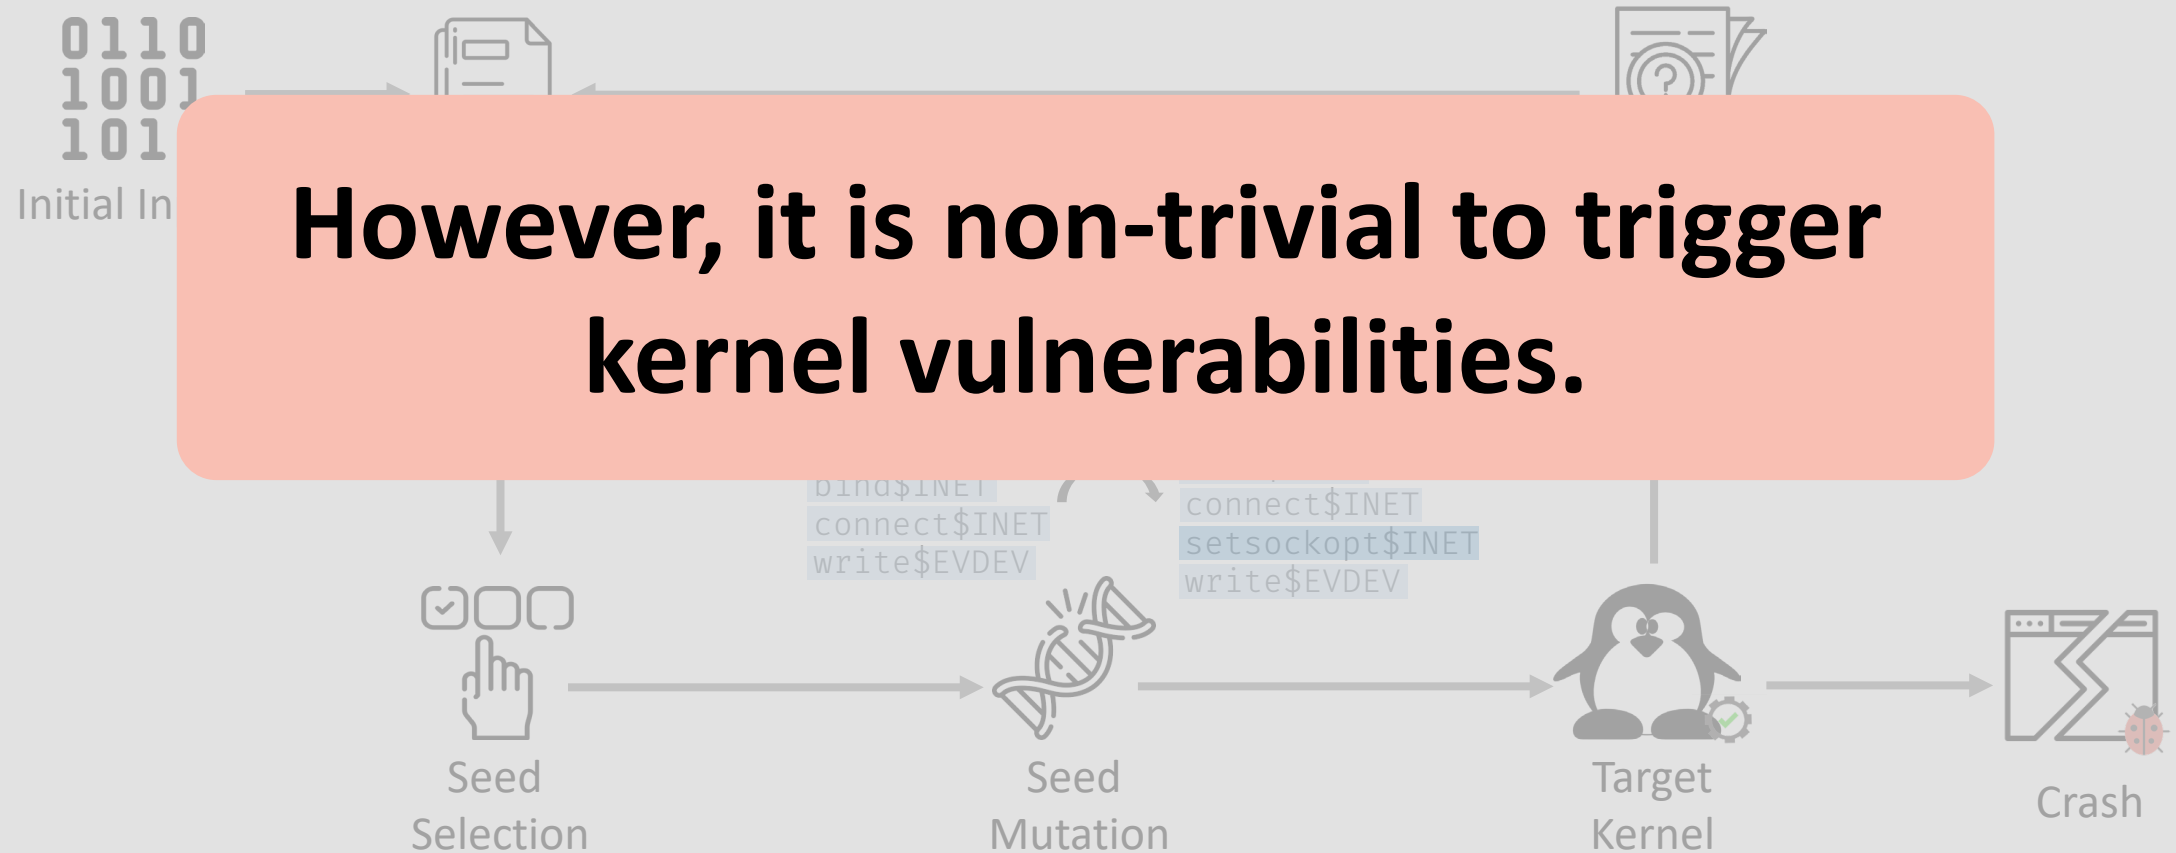 0110
1001
101
Initial In
However, it is non-trivial to trigger
kernel vulnerabilities.
bind$INET
connect$INET
write$EVDEV
connect$INET
setsockopt$INET
write$EVDEV
Seed
Selection
Seed
Mutation
Target
Kernel
Crash